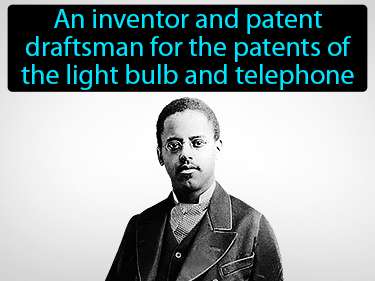 An inventor and patent
draftsman for the patents of
the light bulb and telephone